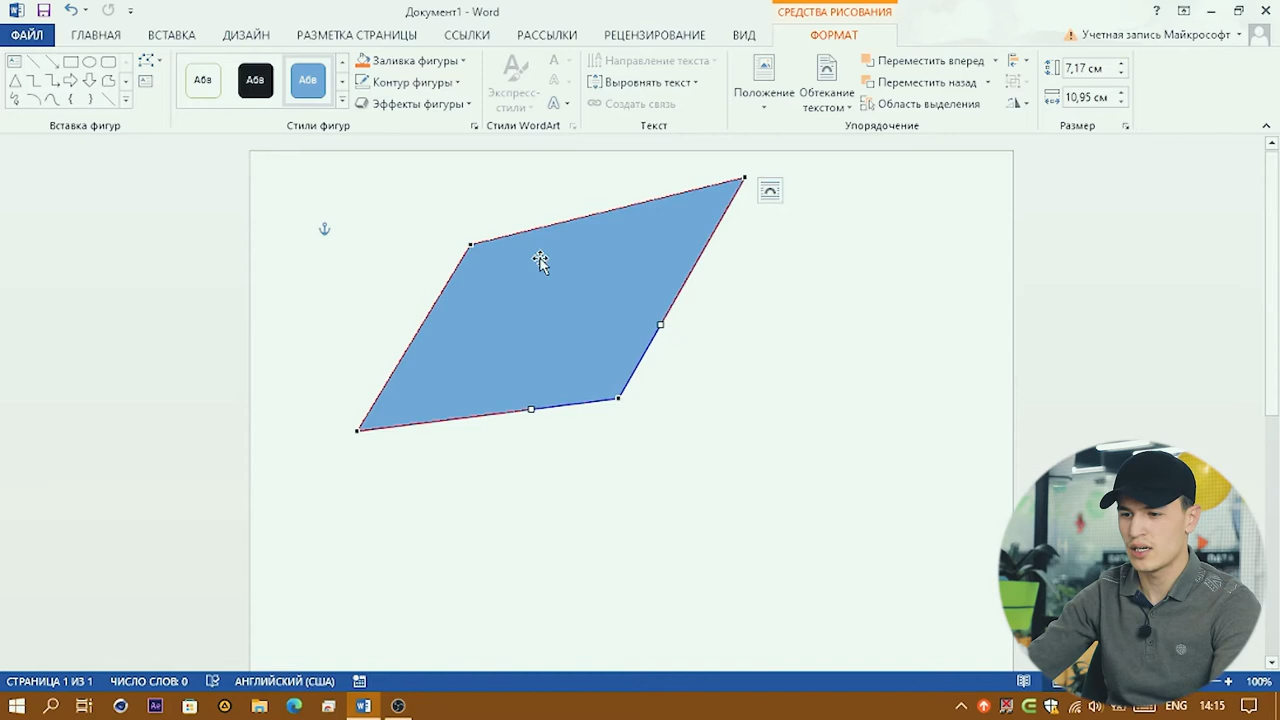 Документ1 - Word
СРЕДСТВА РИСОВАНИЯ
ФАЙЛ ГЛАВНАЯ ВСТАВКА ДИЗАЙН РАЗМЕТКА СТРАНИЦЫ ССЫЛКИ РАССЫЛКИ РЕЦЕНЗИРОВАНИЕ ВИД ФОРМАТ Учетная запись Майкрософт
Абв Абв Абв
Заливка фигуры
Контур фигуры
Эффекты фигуры
Экспресс-
стили
Направление текста
Выровнять текст
Создать связь
Положение
Обтекание
текстом
Переместить вперед
Переместить назад
Область выделения
7,17 см
10,95 см
Вставка фигур Стили фигур Стили WordArt Текст Упорядочение Размер
СТРАНИЦА 1 ИЗ 1 ЧИСЛО СЛОВ: 0 АНГЛИЙСКИЙ (США) 100%
Ae ENG 14:15